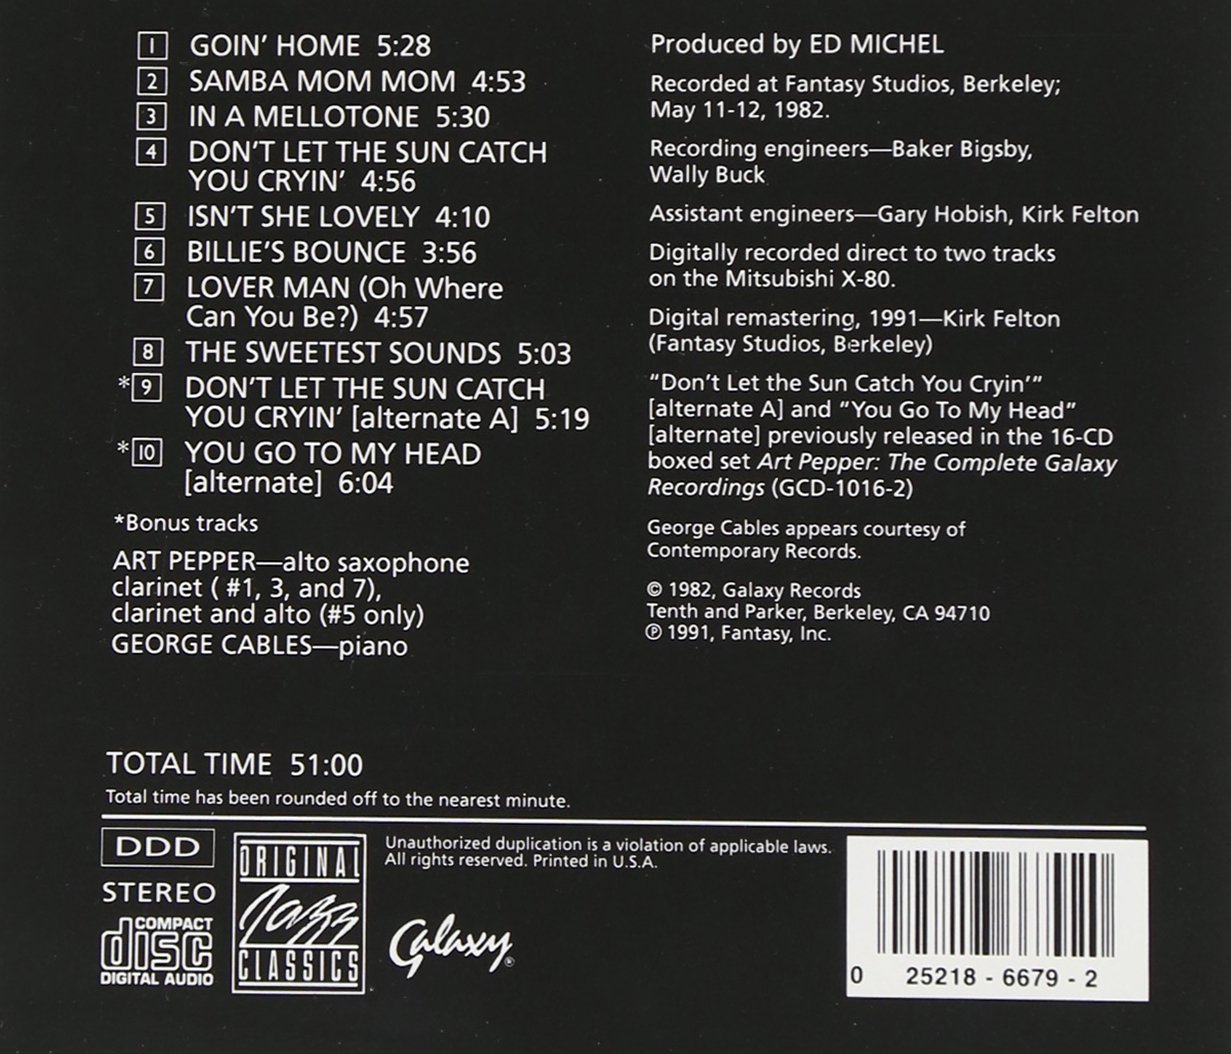 1 GOIN' HOME 5:28
2 SAMBA MOM MOM 4:53
3 IN A MELLOTONE 5:30
4 DON'T LET THE SUN CATCH
YOU CRYIN' 4:56
5 ISN'T SHE LOVELY 4:10
6 BILLIE'S BOUNCE 3:56
7 LOVER MAN (Oh Where
Can You Be?) 4:57
8 THE SWEETEST SOUNDS 5:03
*9 DON'T LET THE SUN CATCH
YOU CRYIN' [alternate A] 5:19
*10 YOU GO TO MY HEAD
[alternate] 6:04
*Bonus tracks
ART PEPPER—alto saxophone
clarinet ( #1, 3, and 7),
clarinet and alto (#5 only)
GEORGE CABLES—piano
Produced by ED MICHEL
Recorded at Fantasy Studios, Berkeley;
May 11-12, 1982.
Recording engineers—Baker Bigsby,
Wally Buck
Assistant engineers—Gary Hobish, Kirk Felton
Digitally recorded direct to two tracks
on the Mitsubishi X-80.
Digital remastering, 1991—Kirk Felton
(Fantasy Studios, Berkeley)
"Don't Let the Sun Catch You Cryin'"
[alternate A] and "You Go To My Head"
[alternate] previously released in the 16-CD
boxed set Art Pepper: The Complete Galaxy
Recordings (GCD-1016-2)
George Cables appears courtesy of
Contemporary Records.
© 1982, Galaxy Records
Tenth and Parker, Berkeley, CA 94710
℗ 1991, Fantasy, Inc.
TOTAL TIME 51:00
Total time has been rounded off to the nearest minute.
DDD
STEREO
COMPACT
disc
DIGITAL AUDIO
ORIGINAL
Jazz
CLASSICS
Unauthorized duplication is a violation of applicable laws.
All rights reserved. Printed in U.S.A.
Galaxy®
0 25218 - 6679 - 2